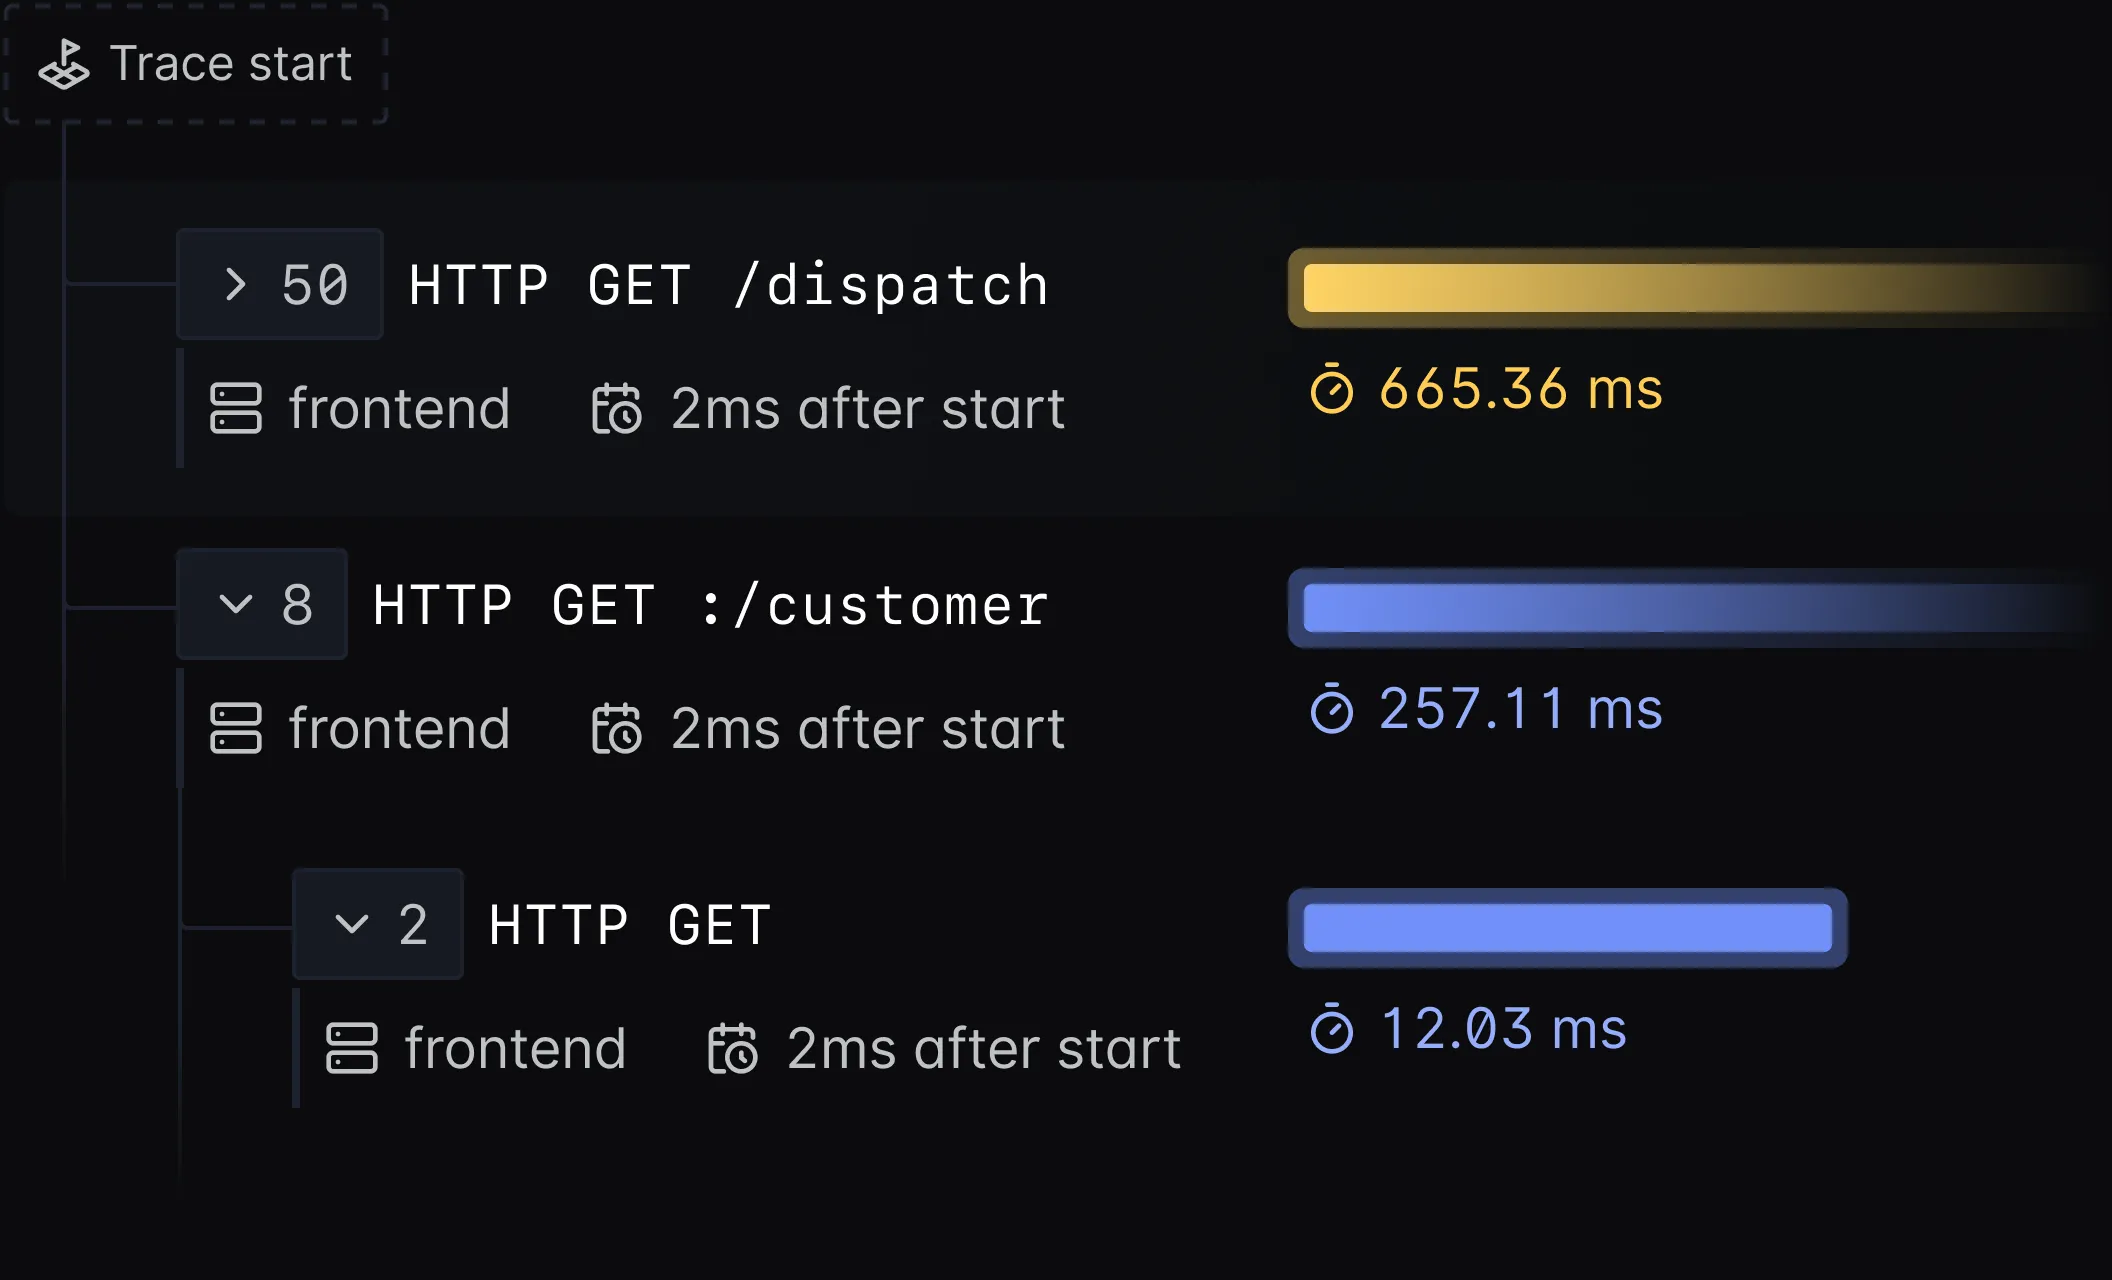 Trace start
50 HTTP GET /dispatch
frontend 2ms after start
665.36 ms
8 HTTP GET :/customer
frontend 2ms after start
257.11 ms
2 HTTP GET
frontend 2ms after start
12.03 ms